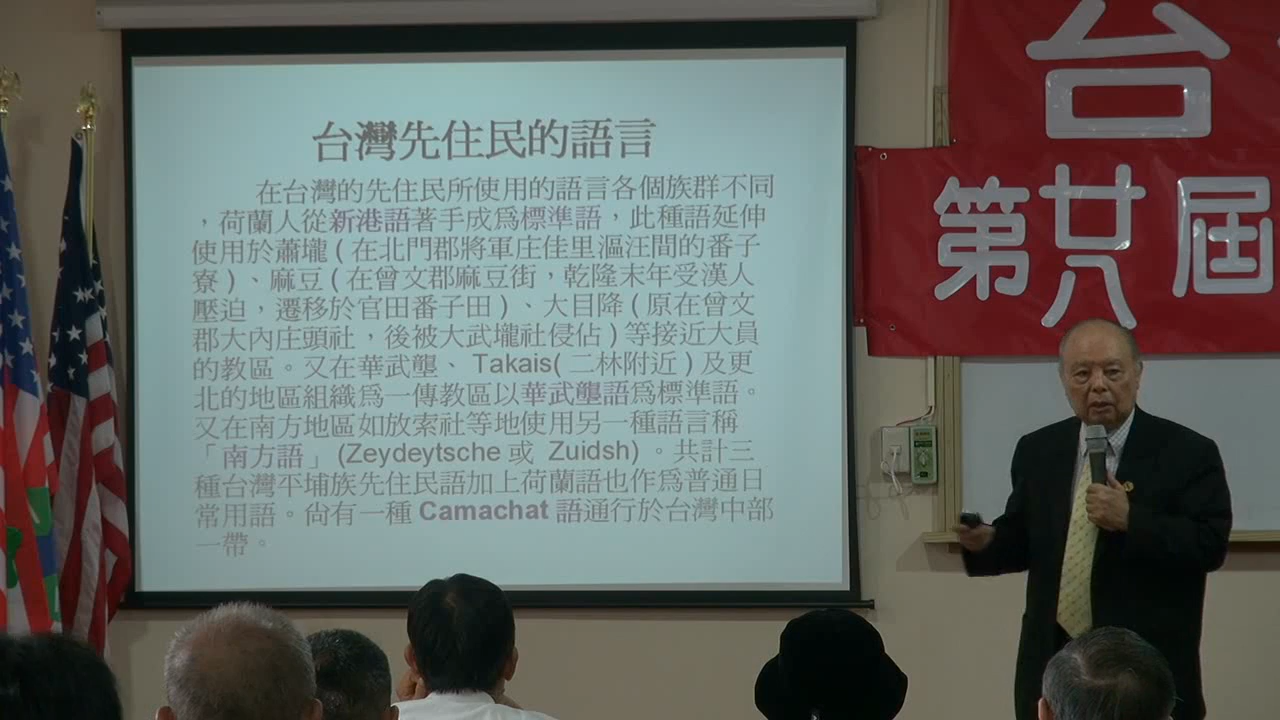 台灣先住民的語言
在台灣的先住民所使用的語言各個族群不同
，荷蘭人從新港語著手成為標準語，此種語延伸
使用於蕭壠 ( 在北門郡將軍庄佳里漚汪間的番子
寮 ) 、麻豆 ( 在曾文郡麻豆街，乾隆末年受漢人
壓迫，遷移於官田番子田 ) 、大目降 ( 原在曾文
郡大內庄頭社，後被大武壠社侵佔 ) 等接近大員
的教區。又在華武壟、 Takais( 二林附近 ) 及更
北的地區組織為一傳教區以華武壟語為標準語。
又在南方地區如放索社等地使用另一種語言稱
「南方語」 (Zeydeytsche 或 Zuidsh) 。共計三
種台灣平埔族先住民語加上荷蘭語也作為普通日
常用語。尚有一種 Camachat 語通行於台灣中部
一帶。
台
第廿八屆